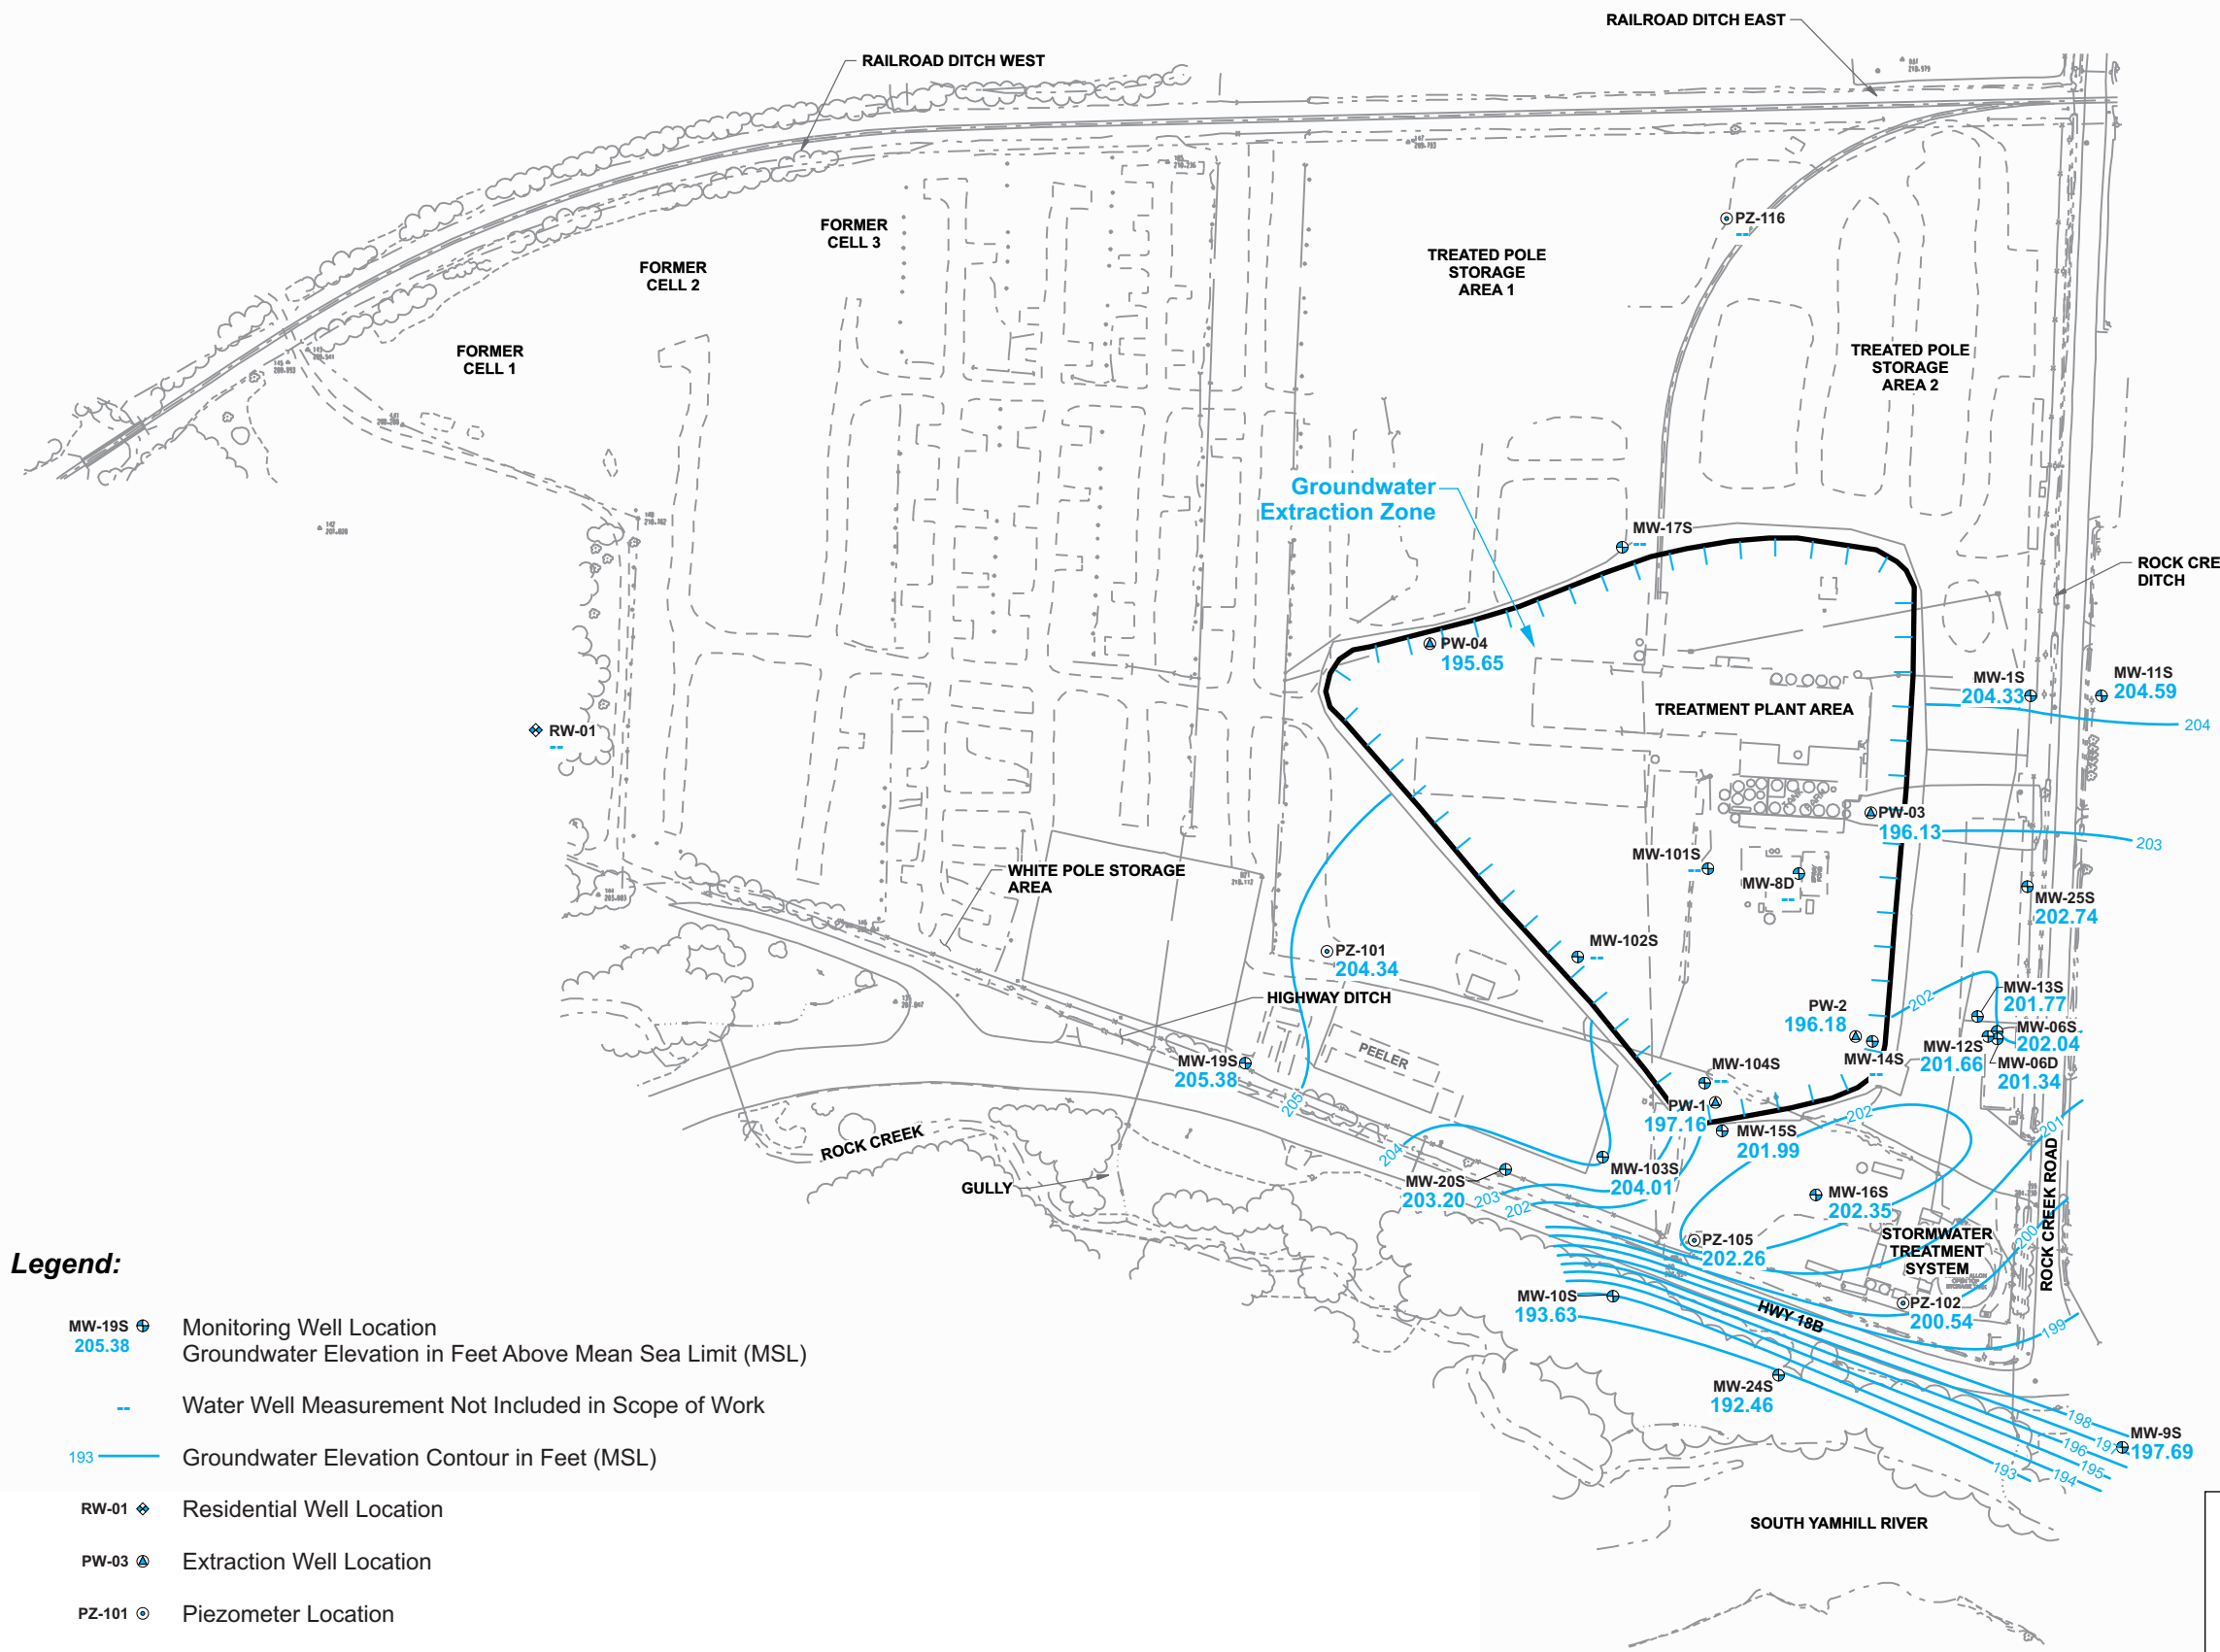 RAILROAD DITCH EAST
RAILROAD DITCH WEST
FORMER
CELL 3
FORMER
CELL 2
FORMER
CELL 1
PZ-116
--
TREATED POLE
STORAGE
AREA 1
TREATED POLE
STORAGE
AREA 2
Groundwater
Extraction Zone
MW-17S
--
ROCK CRE
DITCH
PW-04
195.65
MW-1S
204.33
MW-11S
204.59
204
TREATMENT PLANT AREA
RW-01
--
PW-03
196.13
203
MW-101S
--
MW-8D
--
WHITE POLE STORAGE
AREA
MW-25S
202.74
MW-102S
--
PZ-101
204.34
HIGHWAY DITCH
202
MW-13S
201.77
PW-2
196.18
MW-06S
202.04
MW-12S
201.66
MW-06D
201.34
MW-14S
--
PEELER
MW-19S
205.38
MW-104S
--
205
PW-1
197.16
202
MW-15S
201.99
201
ROCK CREEK
204
GULLY
MW-20S
203.20
203
202
MW-103S
204.01
MW-16S
202.35
ROCK CREEK ROAD
PZ-105
202.26
STORMWATER
TREATMENT
SYSTEM
200
MW-10S
193.63
HWY 18B
PZ-102
200.54
199
MW-24S
192.46
198
197
196
195
194
193
MW-9S
197.69
SOUTH YAMHILL RIVER
Legend:
MW-19S
205.38
Monitoring Well Location
Groundwater Elevation in Feet Above Mean Sea Limit (MSL)
--
Water Well Measurement Not Included in Scope of Work
193
Groundwater Elevation Contour in Feet (MSL)
RW-01
Residential Well Location
PW-03
Extraction Well Location
PZ-101
Piezometer Location